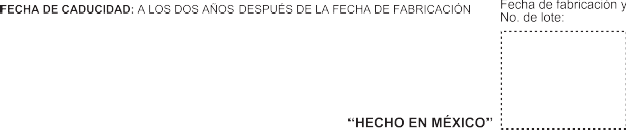 FECHA DE CADUCIDAD: A LOS DOS AÑOS DESPUÉS DE LA FECHA DE FABRICACIÓN
Fecha de fabricación y
No. de lote:
“HECHO EN MÉXICO”